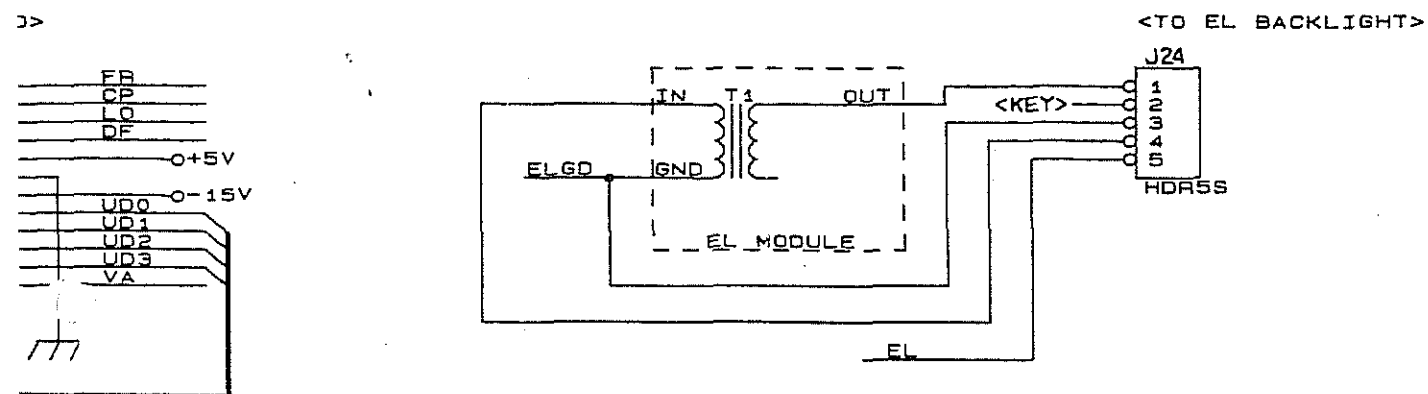 <TO EL BACKLIGHT>
J24
FR
CP
LO
DF
+5V
-15V
UD0
UD1
UD2
UD3
VA
IN T1 OUT
ELGD GND
EL MODULE
<KEY>
1
2
3
4
5
HDR5S
EL